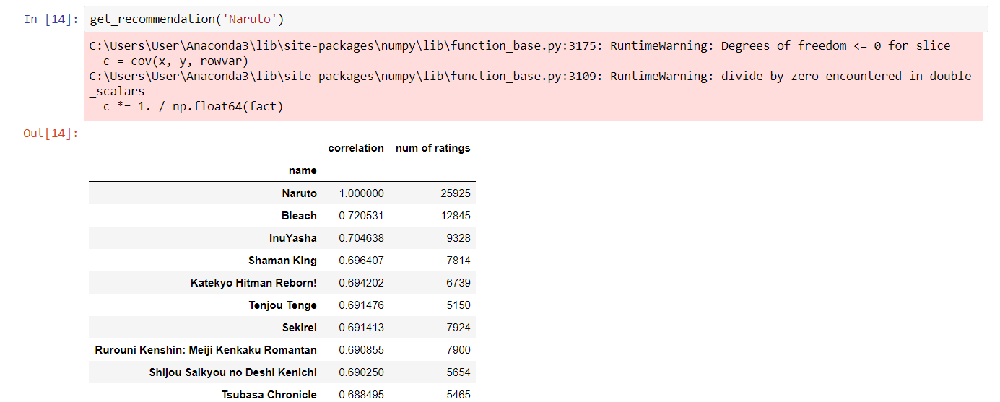 In [14]: get_recommendation('Naruto')
C:\Users\User\Anaconda3\lib\site-packages\numpy\lib\function_base.py:3175: RuntimeWarning: Degrees of freedom <= 0 for slice
  c = cov(x, y, rowvar)
C:\Users\User\Anaconda3\lib\site-packages\numpy\lib\function_base.py:3109: RuntimeWarning: divide by zero encountered in double
_scalars
  c *= 1. / np.float64(fact)
Out[14]:
correlation num of ratings
name
Naruto 1.000000 25925
Bleach 0.720531 12845
InuYasha 0.704638 9328
Shaman King 0.696407 7814
Katekyo Hitman Reborn! 0.694202 6739
Tenjou Tenge 0.691476 5150
Sekirei 0.691413 7924
Rurouni Kenshin: Meiji Kenkaku Romantan 0.690855 7900
Shijou Saikyou no Deshi Kenichi 0.690250 5654
Tsubasa Chronicle 0.688495 5465